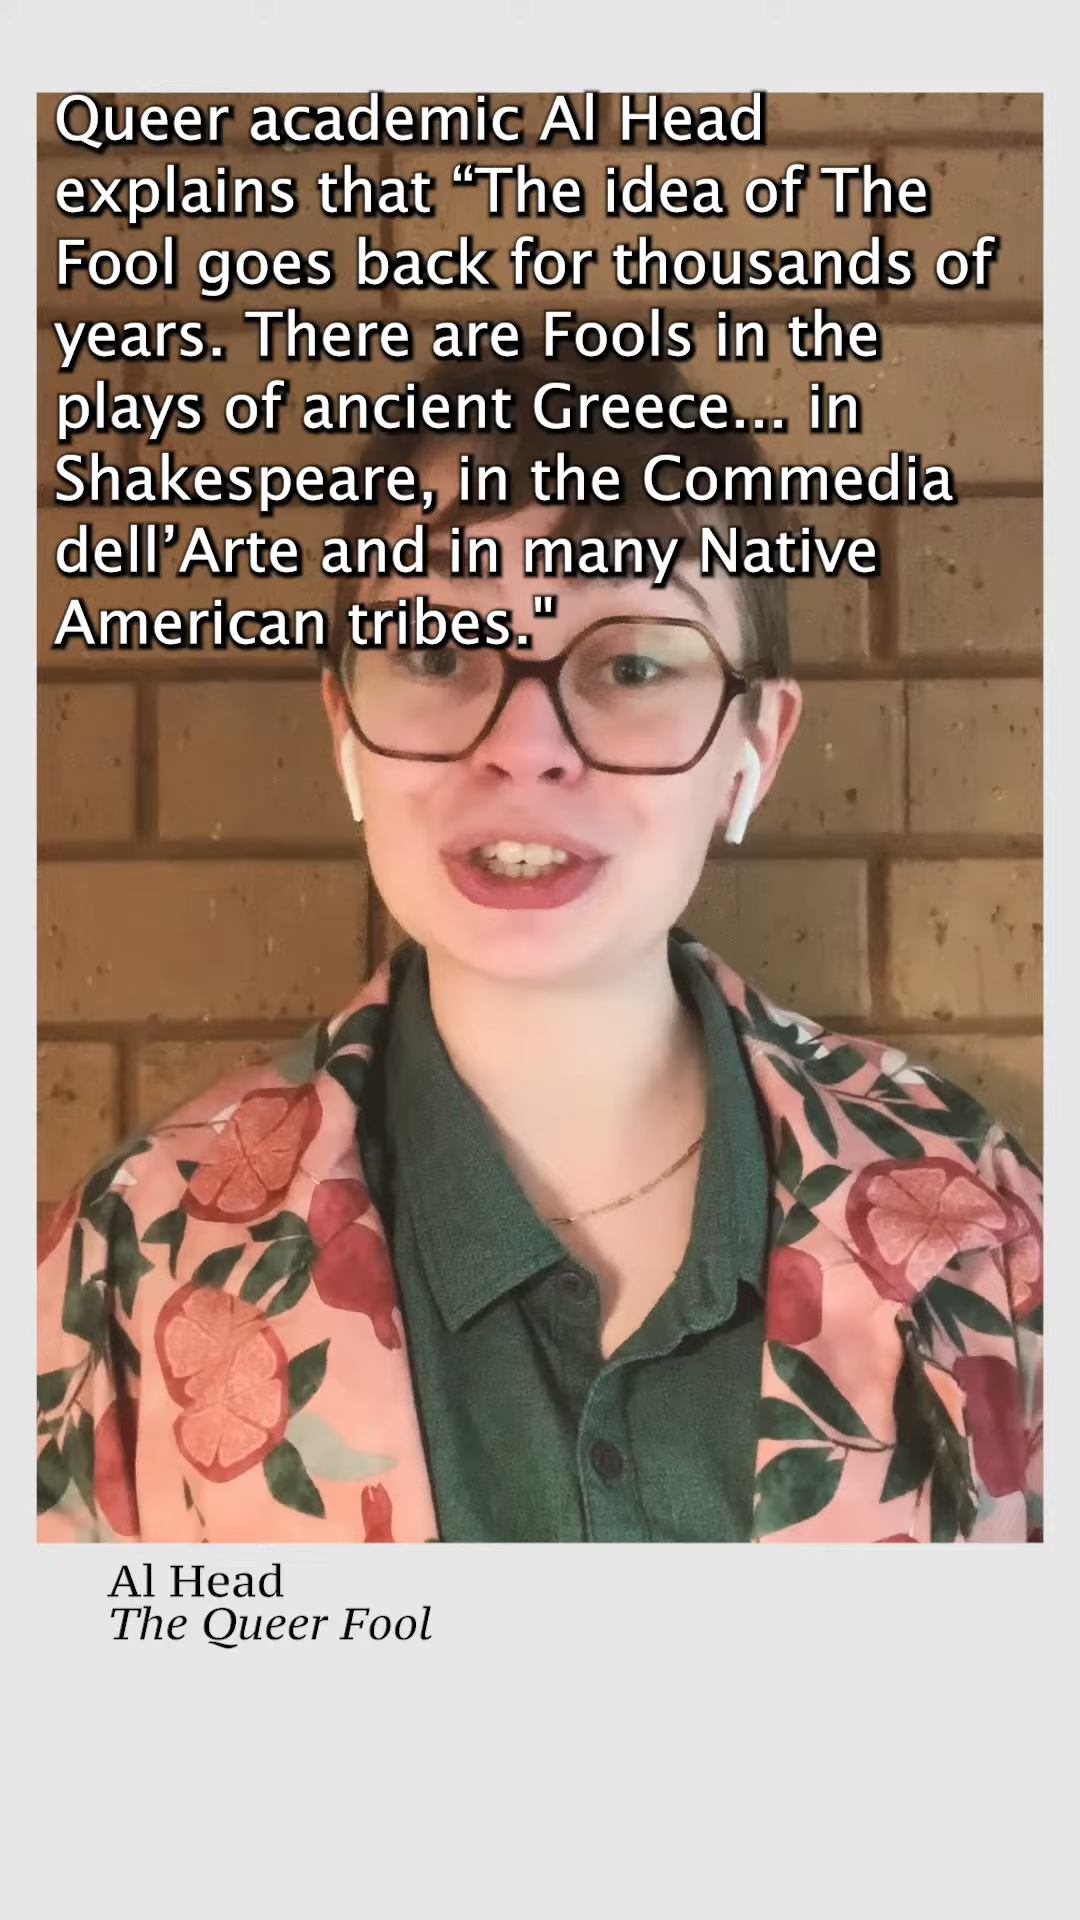 Queer academic Al Head
explains that “The idea of The
Fool goes back for thousands of
years. There are Fools in the
plays of ancient Greece... in
Shakespeare, in the Commedia
dell’Arte and in many Native
American tribes."
Al Head
The Queer Fool